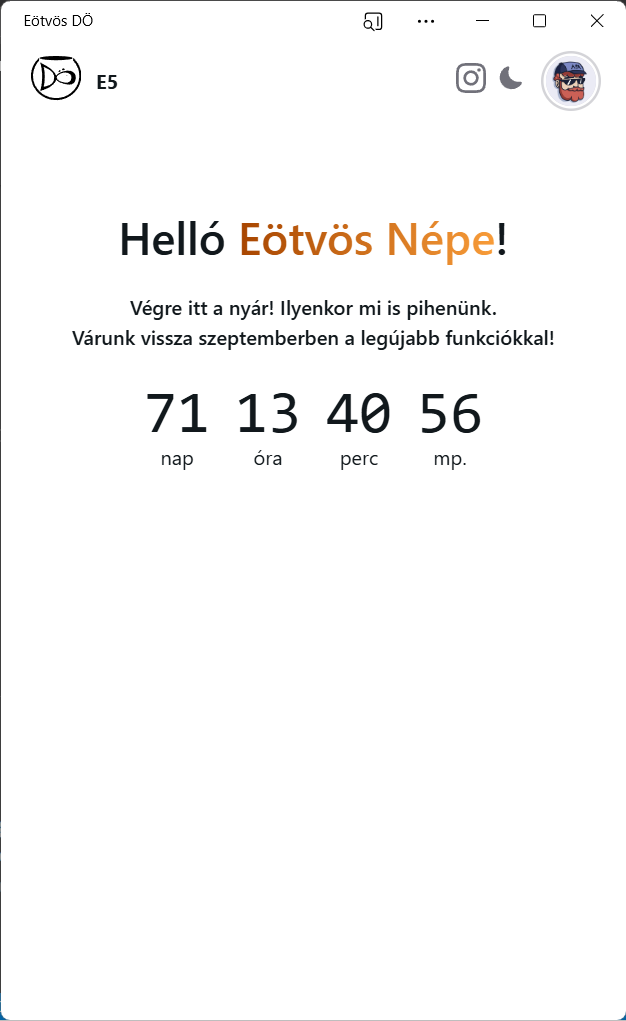 Eötvös DÖ
DÖ
E5
Helló Eötvös Népe!
Végre itt a nyár! Ilyenkor mi is pihenünk.
Várunk vissza szeptemberben a legújabb funkciókkal!
71 13 40 56
nap óra perc mp.